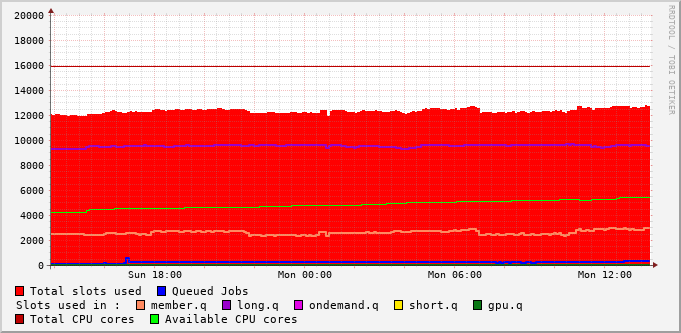 RRDTOOL / TOBI OETIKER
20000
18000
16000
14000
12000
10000
8000
6000
4000
2000
0
Sun 18:00 Mon 00:00 Mon 06:00 Mon 12:00
Total slots used Queued Jobs
Slots used in : member.q long.q ondemand.q short.q gpu.q
Total CPU cores Available CPU cores